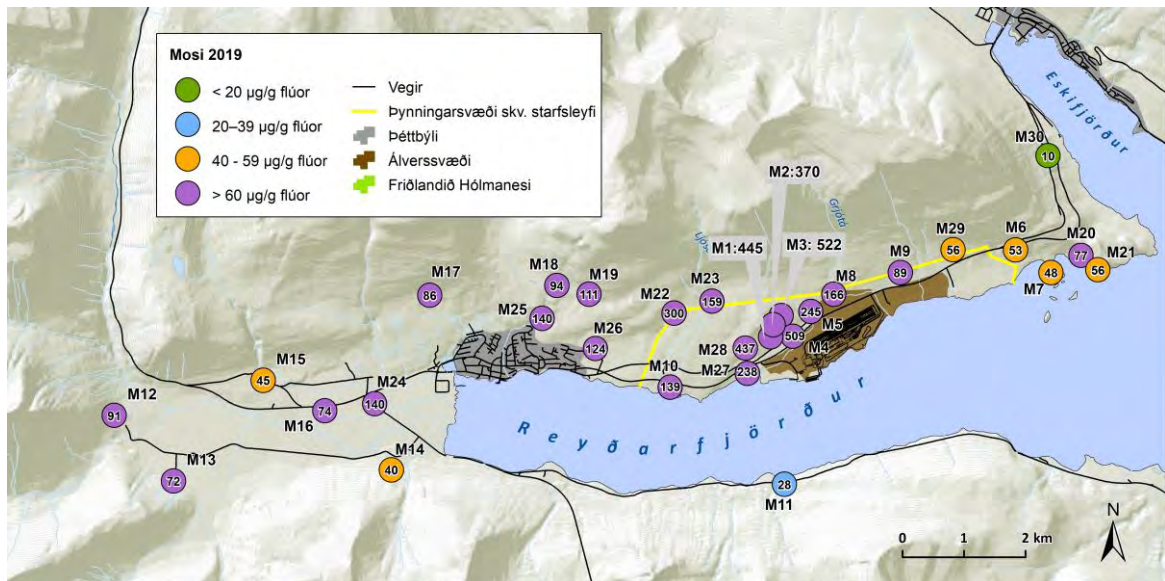 Mosi 2019
< 20 µg/g flúor
20–39 µg/g flúor
40 - 59 µg/g flúor
> 60 µg/g flúor
Vegir
Þynningarsvæði skv. starfsleyfi
Þéttbýli
Álverssvæði
Friðlandið Hólmanesi
Eskifjörður
M30
10
M2:370
Grjótá
M1:445
M3: 522
M29
56
M6
53
M20
77
M21
56
M7
48
M9
89
M8
166
M23
159
M22
300
M18
94
M19
111
M17
86
M25
140
M26
124
245
M5
509
M4
M28
437
M27
238
M10
139
M15
45
M24
140
M12
91
M16
74
M14
40
M13
72
Reyðarfjörður
28
M11
N
0 1 2 km